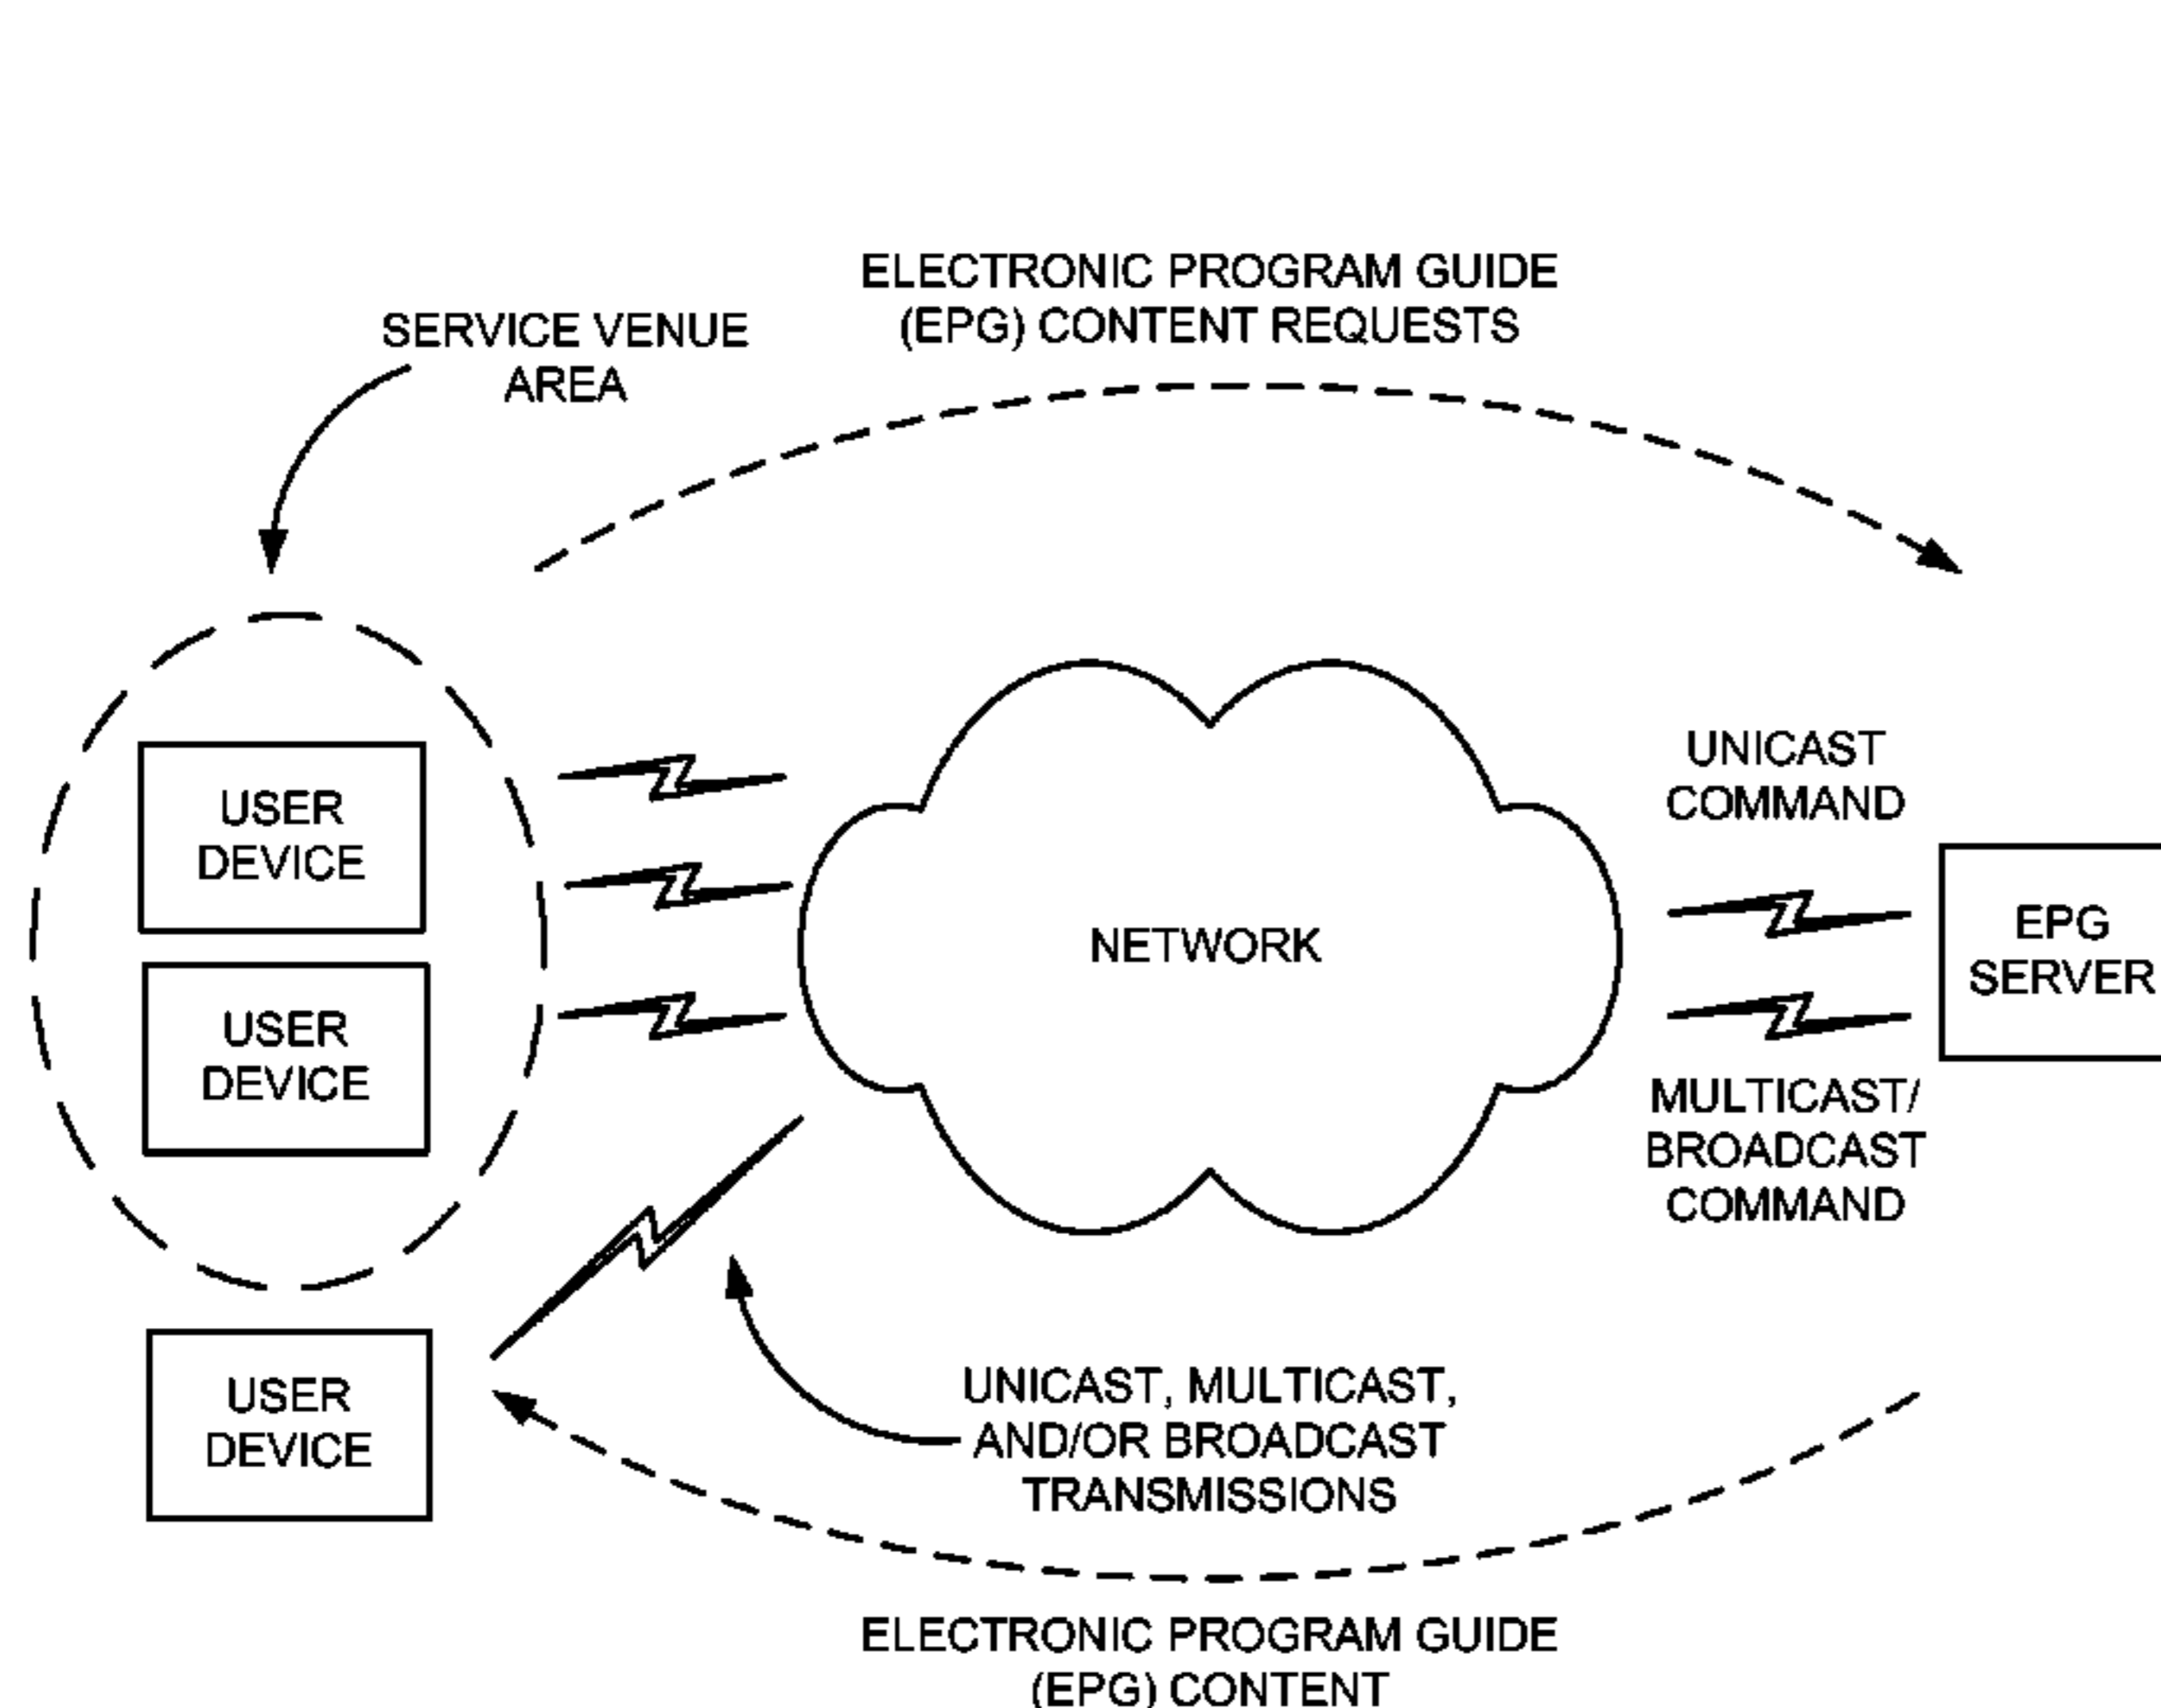 ELECTRONIC PROGRAM GUIDE
(EPG) CONTENT REQUESTS
SERVICE VENUE
AREA
USER
DEVICE
USER
DEVICE
USER
DEVICE
NETWORK
UNICAST
COMMAND
EPG
SERVER
MULTICAST/
BROADCAST
COMMAND
UNICAST, MULTICAST,
AND/OR BROADCAST
TRANSMISSIONS
ELECTRONIC PROGRAM GUIDE
(EPG) CONTENT